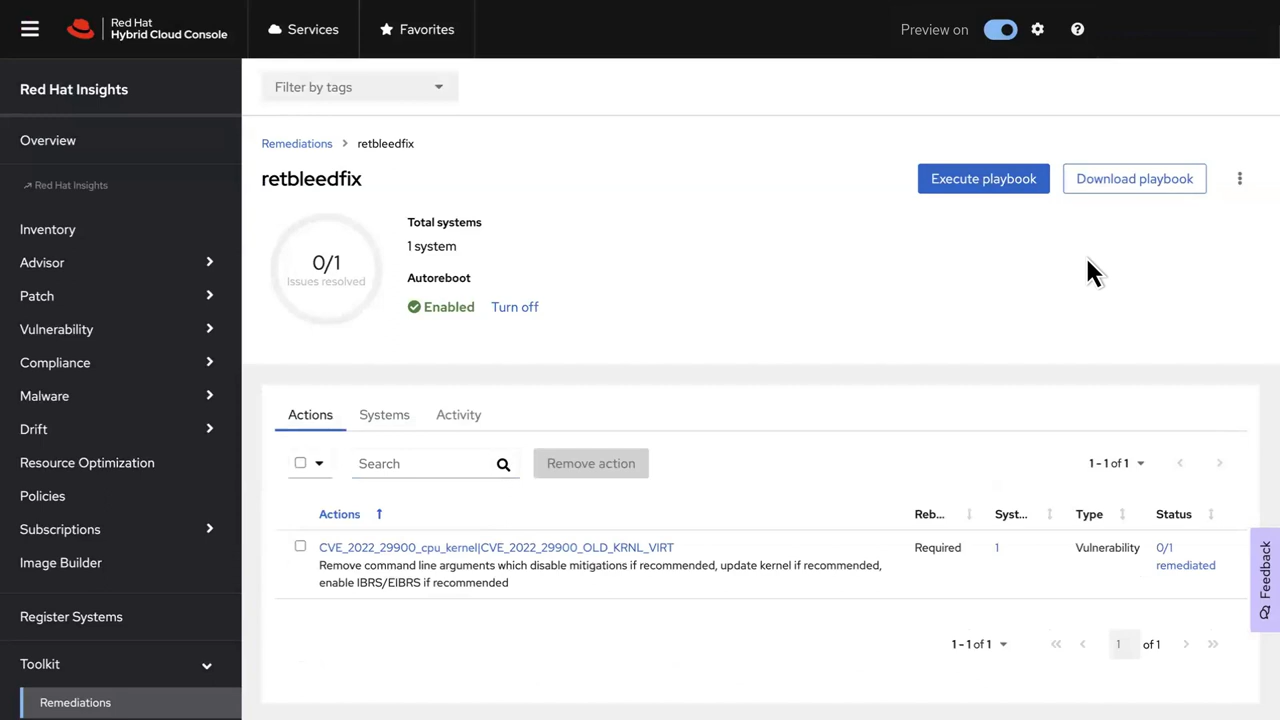 Red Hat
Hybrid Cloud Console
Services
Favorites
Preview on
Red Hat Insights
Overview
Red Hat Insights
Inventory
Advisor
Patch
Vulnerability
Compliance
Malware
Drift
Resource Optimization
Policies
Subscriptions
Image Builder
Register Systems
Toolkit
Remediations
Filter by tags
Remediations > retbleedfix
retbleedfix
Execute playbook
Download playbook
0/1
Issues resolved
Total systems
1 system
Autoreboot
Enabled Turn off
Actions Systems Activity
Search
Remove action
1 - 1 of 1
Actions Reb... Syst... Type Status
CVE_2022_29900_cpu_kernel|CVE_2022_29900_OLD_KRNL_VIRT
Remove command line arguments which disable mitigations if recommended, update kernel if recommended,
enable IBRS/EIBRS if recommended
Required
1
Vulnerability
0/1
remediated
1 - 1 of 1
1 of 1
Feedback